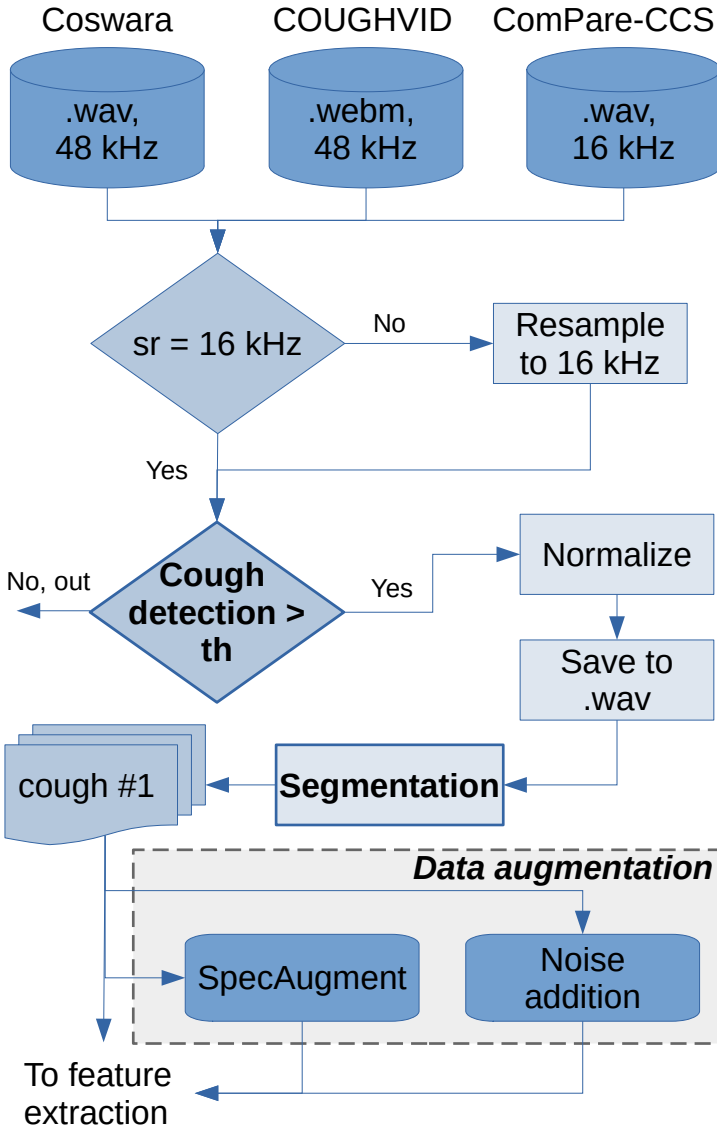 Coswara
COUGHVID
ComPare-CCS
.wav,
48 kHz
.webm,
48 kHz
.wav,
16 kHz
sr = 16 kHz
No
Resample
to 16 kHz
Yes
Cough
detection >
th
No, out
Yes
Normalize
Save to
.wav
Segmentation
cough #1
Data augmentation
SpecAugment
Noise
addition
To feature
extraction